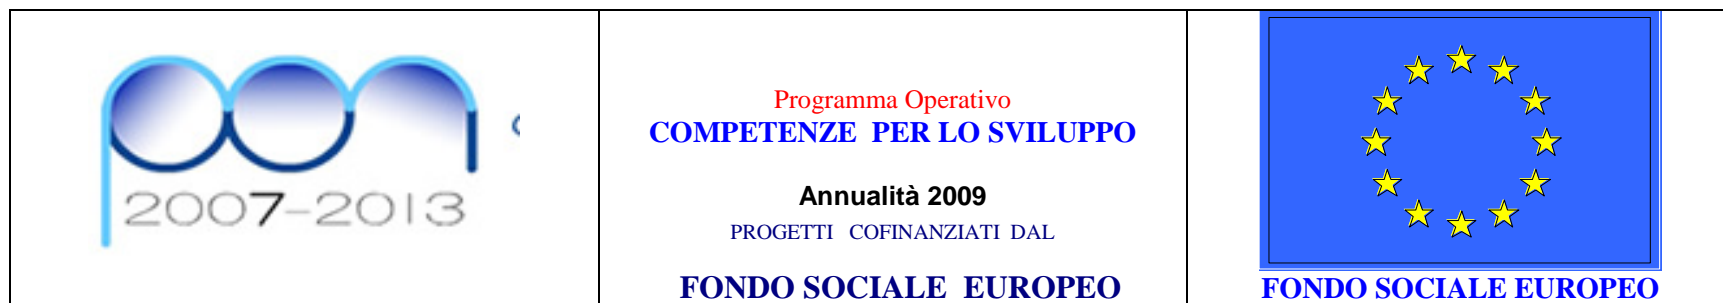 pon
2007-2013
Programma Operativo
COMPETENZE PER LO SVILUPPO
Annualità 2009
PROGETTI COFINANZIATI DAL
FONDO SOCIALE EUROPEO
FONDO SOCIALE EUROPEO